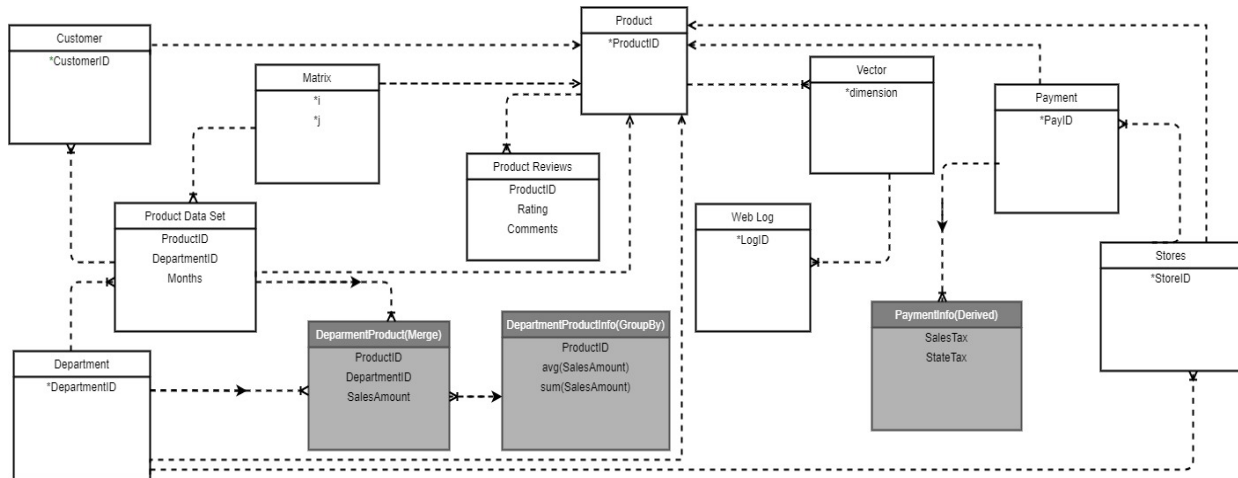 Product
*ProductID
Customer
*CustomerID
Matrix
*i
*j
Vector
*dimension
Payment
*PayID
Product Reviews
ProductID
Rating
Comments
Product Data Set
ProductID
DepartmentID
Months
Web Log
*LogID
Stores
*StoreID
DeparmentProduct(Merge)
ProductID
DepartmentID
SalesAmount
DepartmentProductInfo(GroupBy)
ProductID
avg(SalesAmount)
sum(SalesAmount)
PaymentInfo(Derived)
SalesTax
StateTax
Department
*DepartmentID